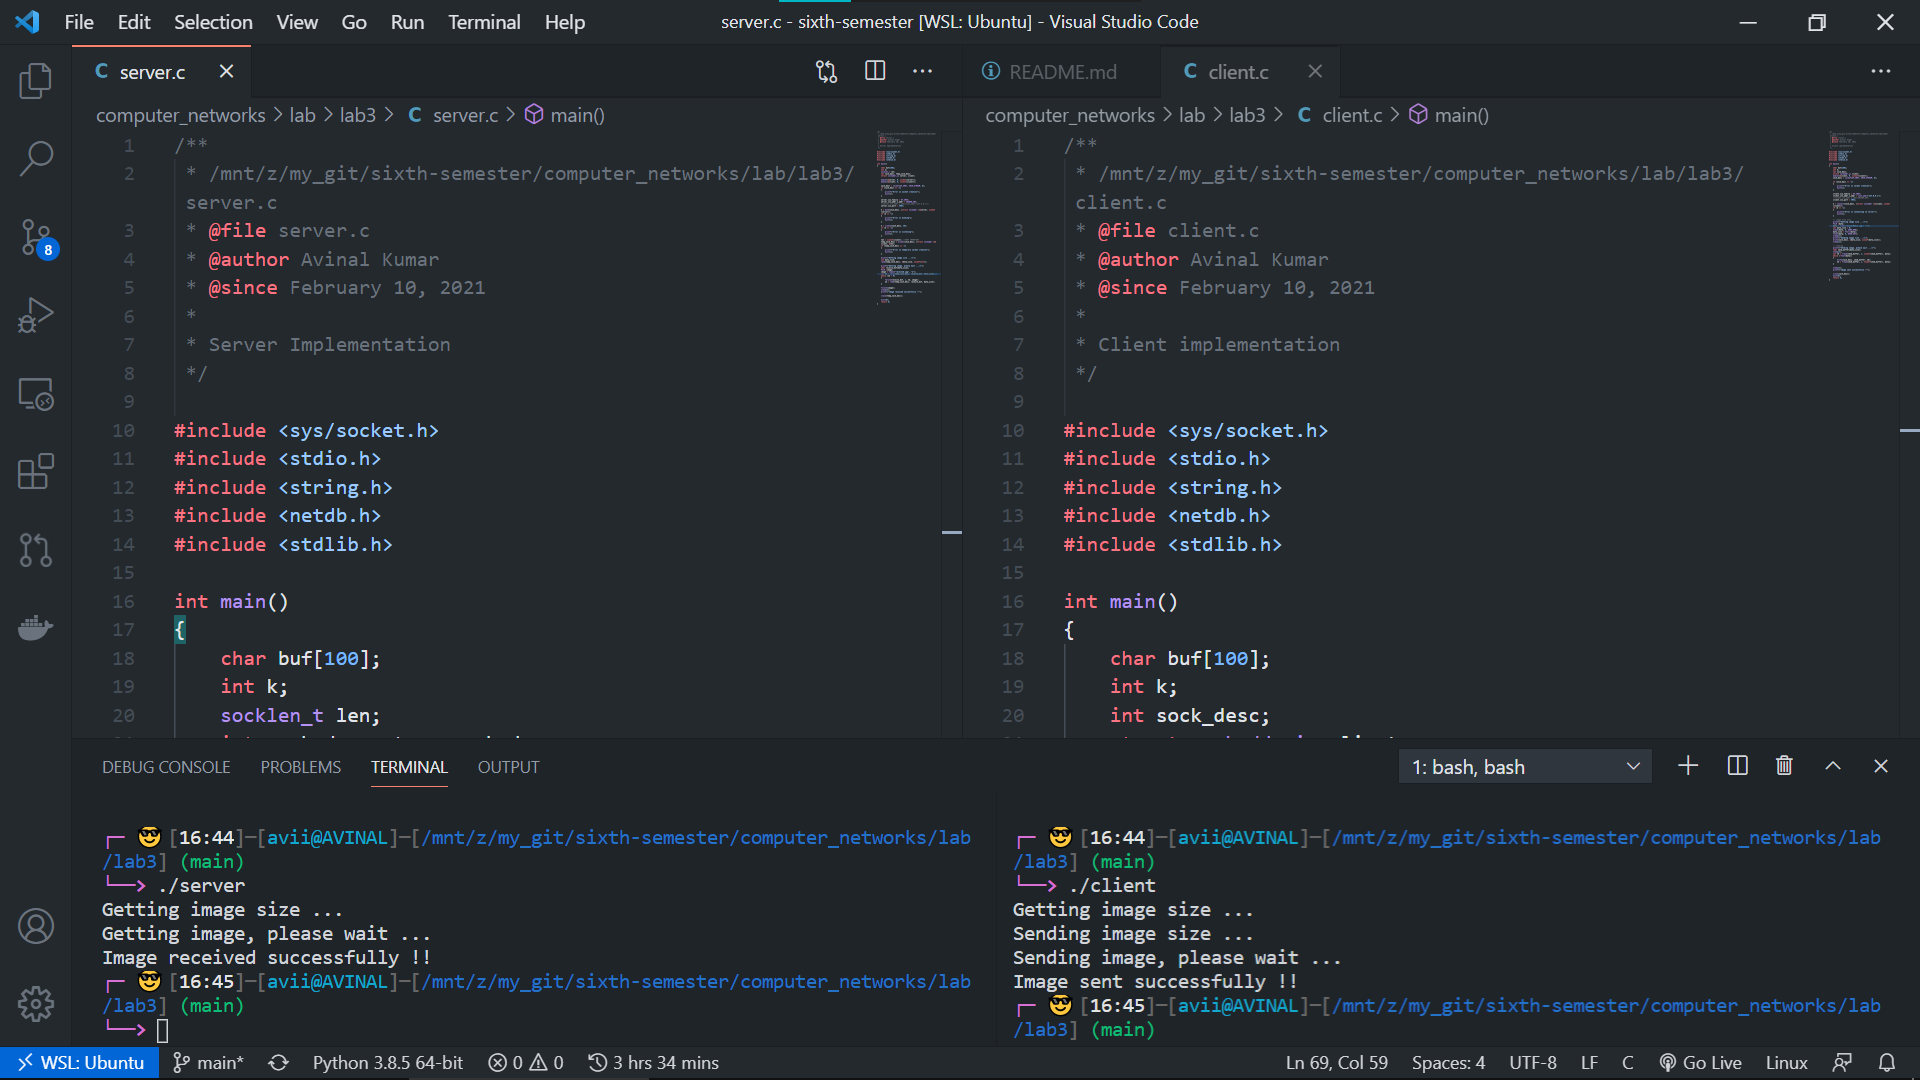 File Edit Selection View Go Run Terminal Help
server.c - sixth-semester [WSL: Ubuntu] - Visual Studio Code
C server.c
README.md
C client.c
computer_networks > lab > lab3 > C server.c > main()
1 /**
2 * /mnt/z/my_git/sixth-semester/computer_networks/lab/lab3/
server.c
3 * @file server.c
4 * @author Avinal Kumar
5 * @since February 10, 2021
6 *
7 * Server Implementation
8 */
9
10 #include <sys/socket.h>
11 #include <stdio.h>
12 #include <string.h>
13 #include <netdb.h>
14 #include <stdlib.h>
15
16 int main()
17 {
18 char buf[100];
19 int k;
20 socklen_t len;
computer_networks > lab > lab3 > C client.c > main()
1 /**
2 * /mnt/z/my_git/sixth-semester/computer_networks/lab/lab3/
client.c
3 * @file client.c
4 * @author Avinal Kumar
5 * @since February 10, 2021
6 *
7 * Client implementation
8 */
9
10 #include <sys/socket.h>
11 #include <stdio.h>
12 #include <string.h>
13 #include <netdb.h>
14 #include <stdlib.h>
15
16 int main()
17 {
18 char buf[100];
19 int k;
20 int sock_desc;
8
DEBUG CONSOLE PROBLEMS TERMINAL OUTPUT
1: bash, bash
┌─ 😎 [16:44]─[avii@AVINAL]─[/mnt/z/my_git/sixth-semester/computer_networks/lab
/lab3] (main)
└──> ./server
Getting image size ...
Getting image, please wait ...
Image received successfully !!
┌─ 😎 [16:45]─[avii@AVINAL]─[/mnt/z/my_git/sixth-semester/computer_networks/lab
/lab3] (main)
└──>
┌─ 😎 [16:44]─[avii@AVINAL]─[/mnt/z/my_git/sixth-semester/computer_networks/lab
/lab3] (main)
└──> ./client
Getting image size ...
Sending image size ...
Sending image, please wait ...
Image sent successfully !!
┌─ 😎 [16:45]─[avii@AVINAL]─[/mnt/z/my_git/sixth-semester/computer_networks/lab
/lab3] (main)
WSL: Ubuntu main* Python 3.8.5 64-bit 0 0 3 hrs 34 mins Ln 69, Col 59 Spaces: 4 UTF-8 LF C Go Live Linux